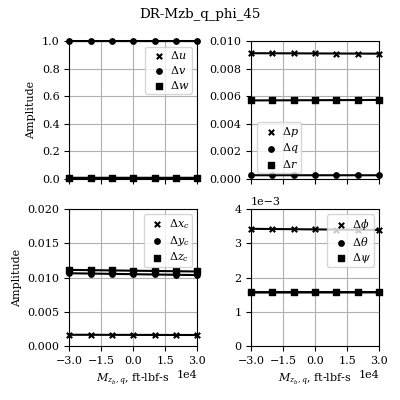 DR-Mzb_q_phi_45
Amplitude
1.0
0.8
0.6
0.4
0.2
0.0
Δu
Δv
Δw
0.010
0.008
0.006
0.004
0.002
0.000
Δp
Δq
Δr
Amplitude
0.020
0.015
0.010
0.005
0.000
Δx_c
Δy_c
Δz_c
−3.0 −1.5 0.0 1.5 3.0
1e4
M_{z_b,q}, ft-lbf-s
1e−3
4
3
2
1
0
Δϕ
Δθ
Δψ
−3.0 −1.5 0.0 1.5 3.0
1e4
M_{z_b,q}, ft-lbf-s